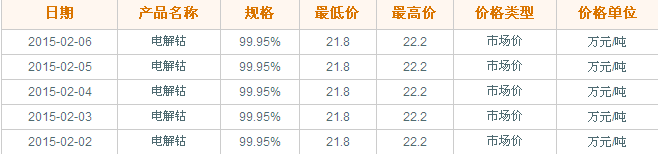 日期 产品名称 规格 最低价 最高价 价格类型 价格单位
2015-02-06 电解钴 99.95% 21.8 22.2 市场价 万元/吨
2015-02-05 电解钴 99.95% 21.8 22.2 市场价 万元/吨
2015-02-04 电解钴 99.95% 21.8 22.2 市场价 万元/吨
2015-02-03 电解钴 99.95% 21.8 22.2 市场价 万元/吨
2015-02-02 电解钴 99.95% 21.8 22.2 市场价 万元/吨